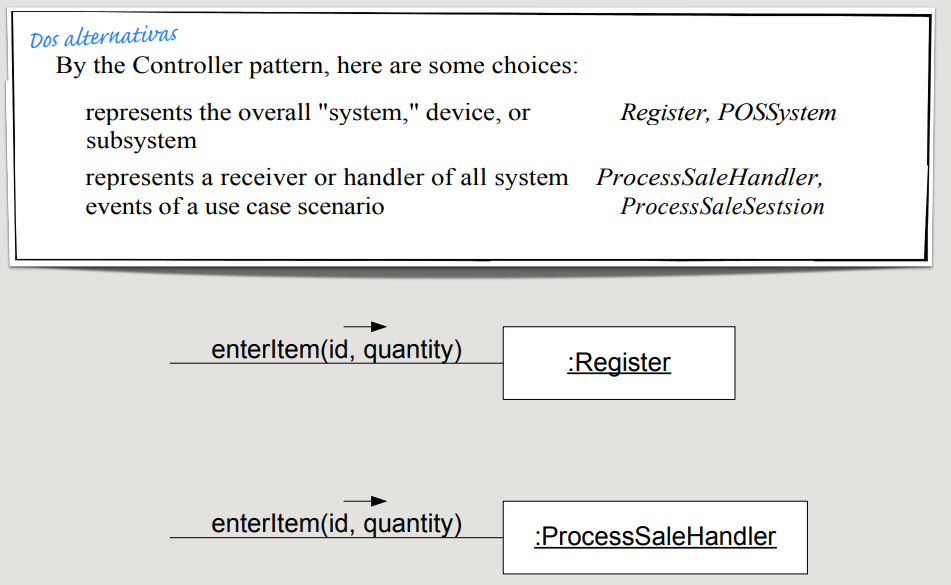 Dos alternativas
By the Controller pattern, here are some choices:
represents the overall "system," device, or
subsystem
Register, POSSystem
represents a receiver or handler of all system
events of a use case scenario
ProcessSaleHandler,
ProcessSaleSestsion
enterItem(id, quantity)
:Register
enterItem(id, quantity)
:ProcessSaleHandler